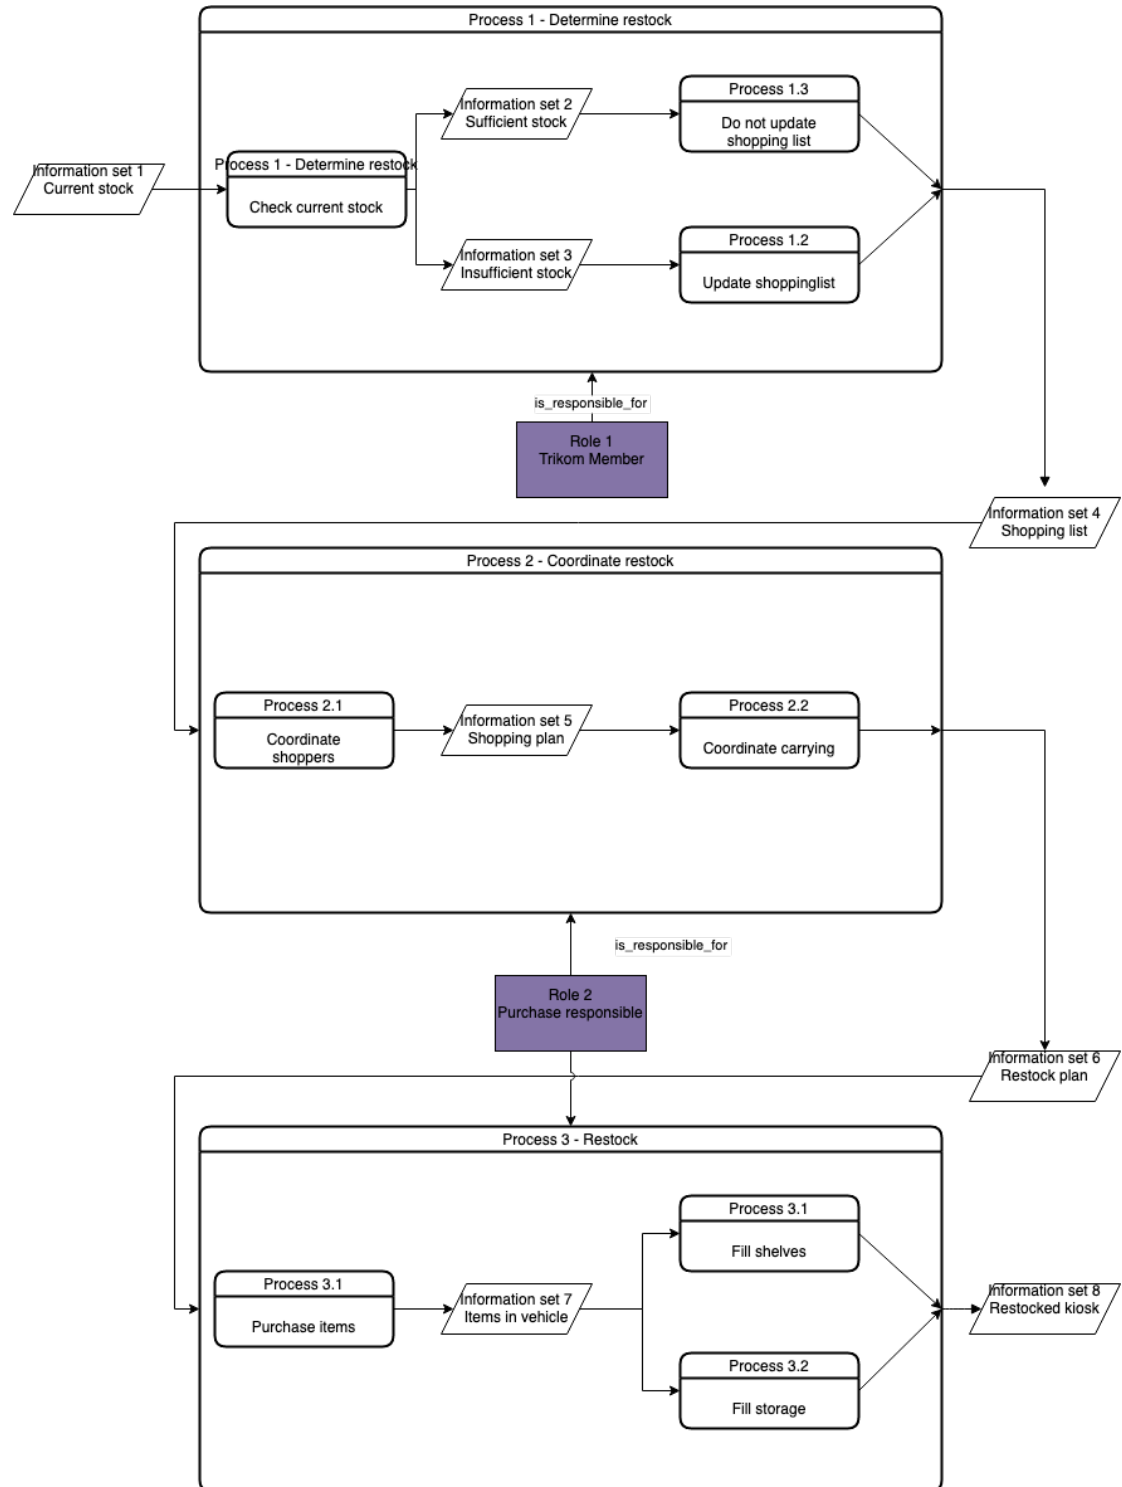 Process 1 - Determine restock
Information set 2
Sufficient stock
Process 1.3
Do not update
shopping list
Information set 1
Current stock
Process 1 - Determine restock
Check current stock
Information set 3
Insufficient stock
Process 1.2
Update shoppinglist
is_responsible_for
Role 1
Trikom Member
Information set 4
Shopping list
Process 2 - Coordinate restock
Process 2.1
Coordinate
shoppers
Information set 5
Shopping plan
Process 2.2
Coordinate carrying
is_responsible_for
Role 2
Purchase responsible
Information set 6
Restock plan
Process 3 - Restock
Process 3.1
Fill shelves
Process 3.1
Purchase items
Information set 7
Items in vehicle
Information set 8
Restocked kiosk
Process 3.2
Fill storage